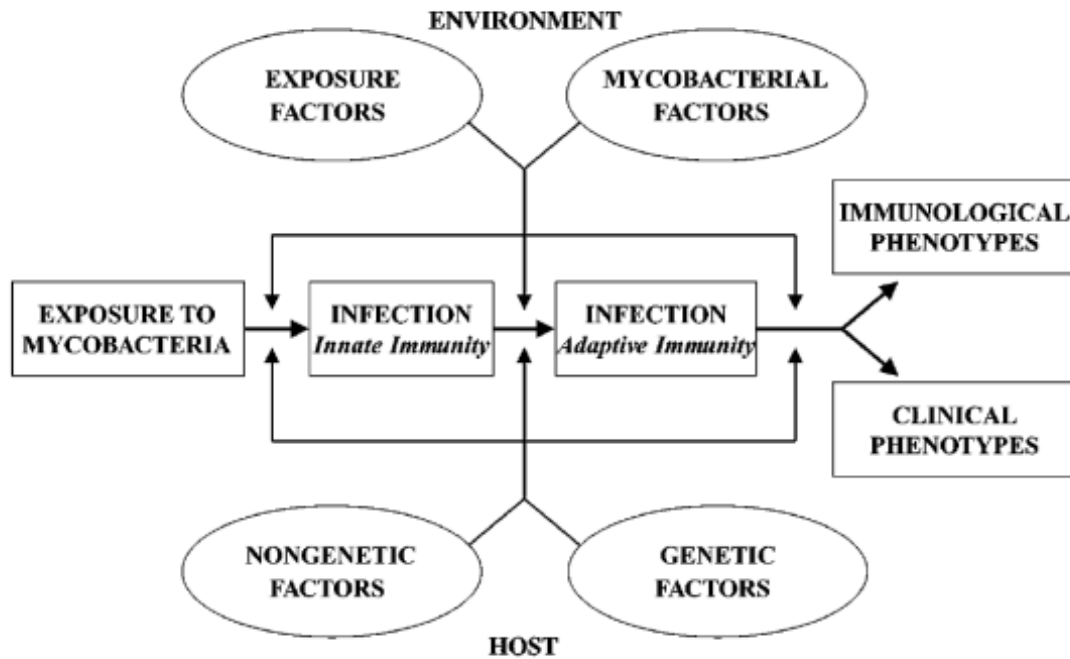 ENVIRONMENT
EXPOSURE
FACTORS
MYCOBACTERIAL
FACTORS
IMMUNOLOGICAL
PHENOTYPES
EXPOSURE TO
MYCOBACTERIA
INFECTION
Innate Immunity
INFECTION
Adaptive Immunity
CLINICAL
PHENOTYPES
NONGENETIC
FACTORS
GENETIC
FACTORS
HOST